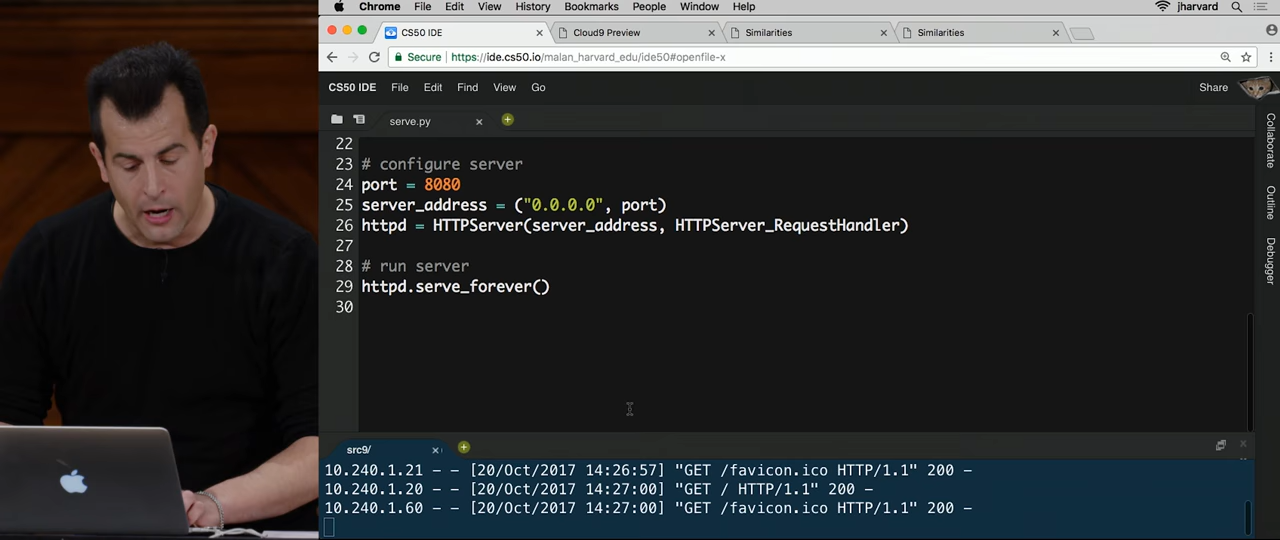 Chrome File Edit View History Bookmarks People Window Help jharvard
CS50 IDE Cloud9 Preview Similarities Similarities
Secure https://ide.cs50.io/malan_harvard_edu/ide50#openfile-x
CS50 IDE File Edit Find View Go Share
serve.py
22
23 # configure server
24 port = 8080
25 server_address = ("0.0.0.0", port)
26 httpd = HTTPServer(server_address, HTTPServer_RequestHandler)
27
28 # run server
29 httpd.serve_forever()
30
Collaborate
Outline
Debugger
src9/
10.240.1.21 - - [20/Oct/2017 14:26:57] "GET /favicon.ico HTTP/1.1" 200 -
10.240.1.20 - - [20/Oct/2017 14:27:00] "GET / HTTP/1.1" 200 -
10.240.1.60 - - [20/Oct/2017 14:27:00] "GET /favicon.ico HTTP/1.1" 200 -